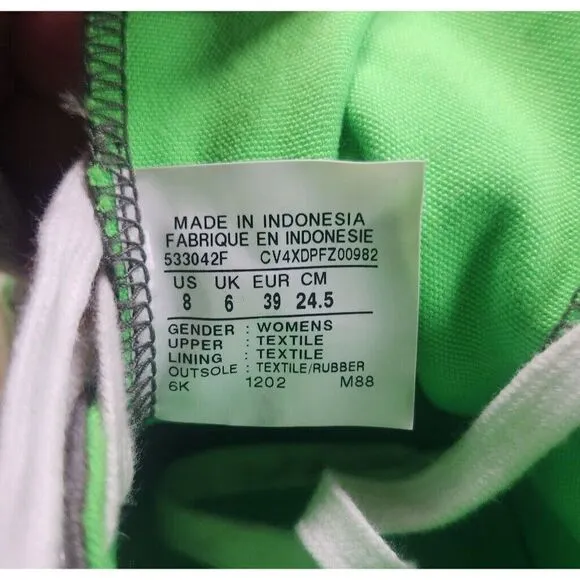 MADE IN INDONESIA
FABRIQUE EN INDONESIE
533042F CV4XDPFZ00982
US UK EUR CM
8 6 39 24.5
GENDER : WOMENS
UPPER : TEXTILE
LINING : TEXTILE
OUTSOLE : TEXTILE/RUBBER
6K 1202 M88